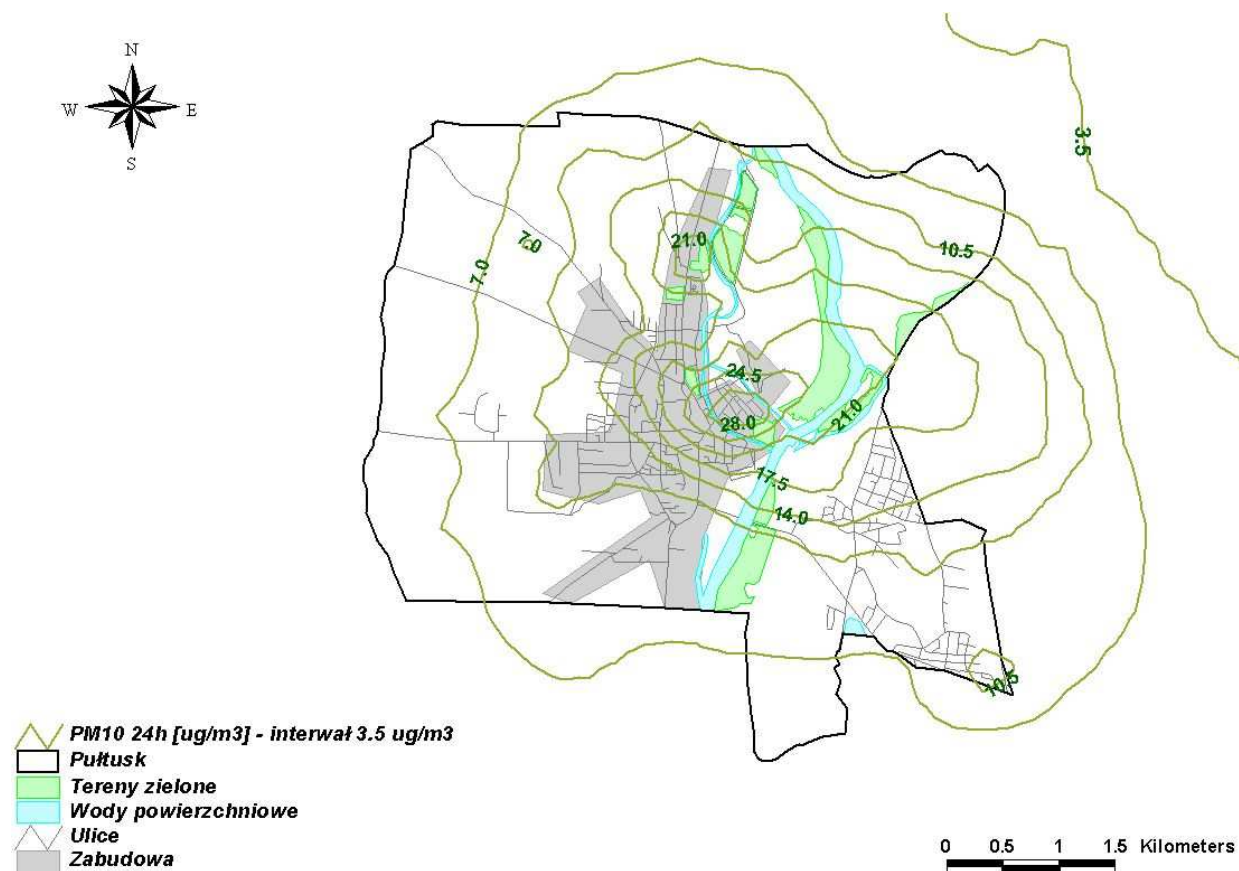 N
W E
S
3.5
21.0
7.0
10.5
7.0
24.5
21.0
28.0
17.5
14.0
10.5
PM10 24h [ug/m3] - interwał 3.5 ug/m3
Pułtusk
Tereny zielone
Wody powierzchniowe
Ulice
Zabudowa
0 0.5 1 1.5 Kilometers